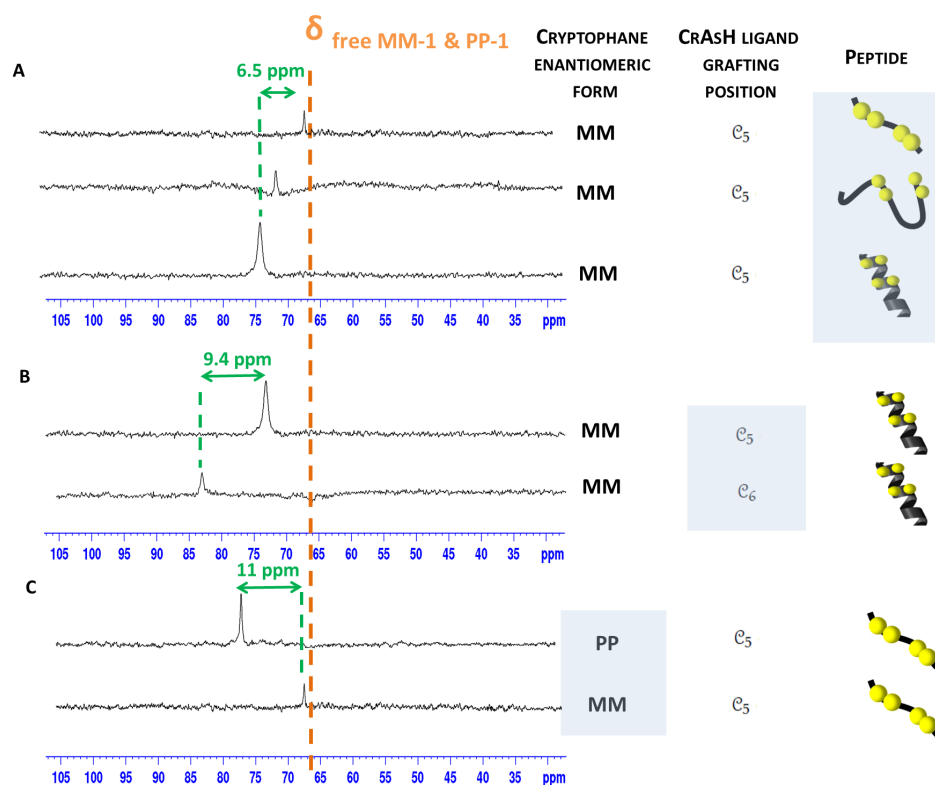 δ free MM-1 & PP-1
CRYPTOPHANE
ENANTIOMERIC
FORM
CRASH LIGAND
GRAFTING
POSITION
PEPTIDE
A
6.5 ppm
MM
C₅
MM
C₅
MM
C₅
105 100 95 90 85 80 75 70 65 60 55 50 45 40 35 ppm
B
9.4 ppm
MM
C₅
MM
C₆
105 100 95 90 85 80 75 70 65 60 55 50 45 40 35 ppm
C
11 ppm
PP
C₅
MM
C₅
105 100 95 90 85 80 75 70 65 60 55 50 45 40 35 ppm